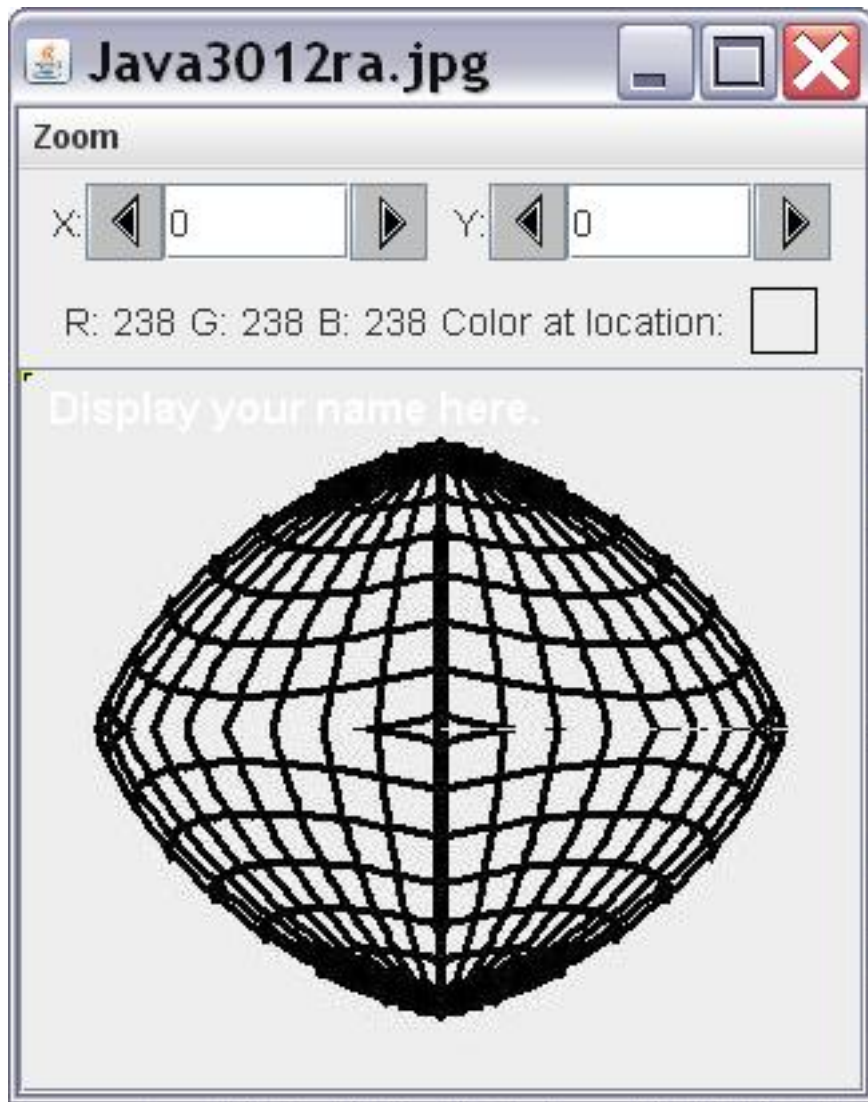 Java3012ra.jpg
Zoom
X: 0 Y: 0
R: 238 G: 238 B: 238 Color at location:
Display your name here.